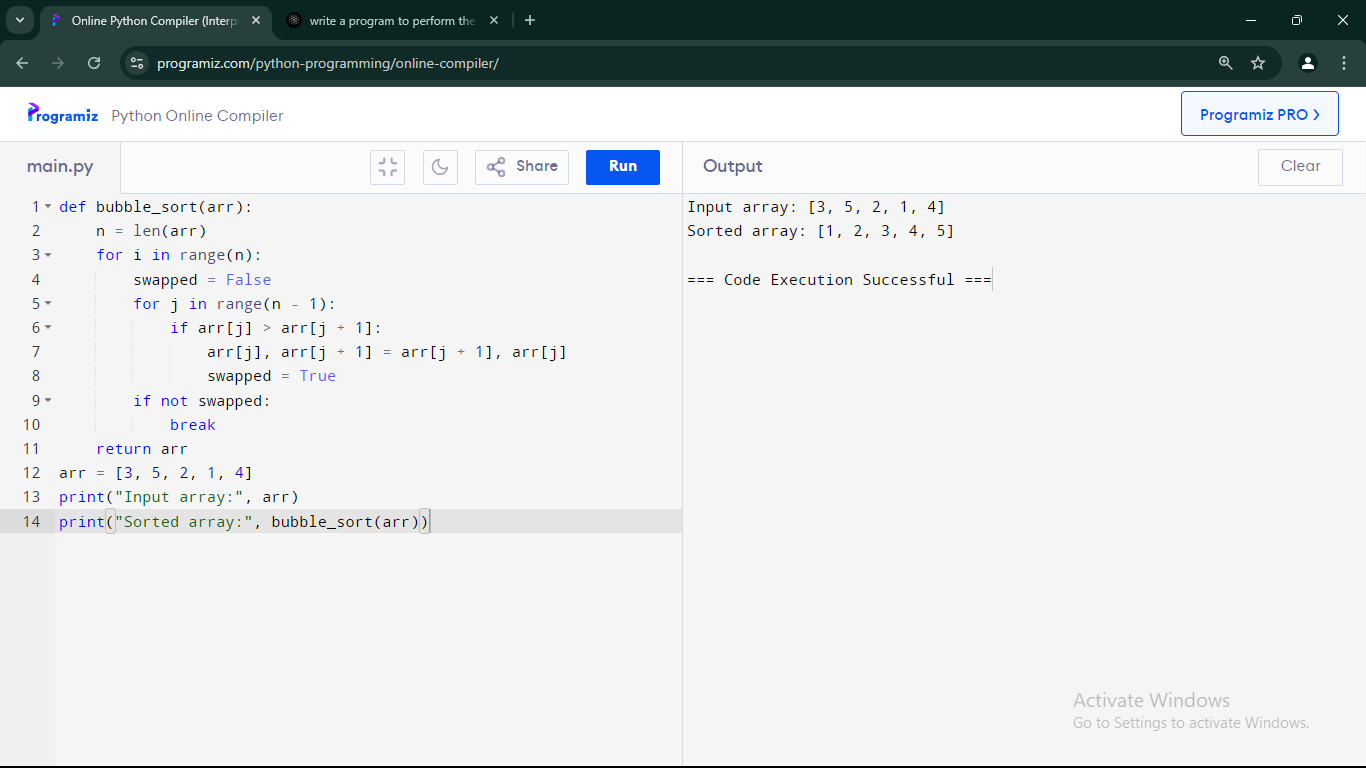 Online Python Compiler (Interp
write a program to perform the
programiz.com/python-programming/online-compiler/
Programiz Python Online Compiler
Programiz PRO >
main.py
Share
Run
Output
Clear
1 def bubble_sort(arr):
2     n = len(arr)
3     for i in range(n):
4         swapped = False
5         for j in range(n - 1):
6             if arr[j] > arr[j + 1]:
7                 arr[j], arr[j + 1] = arr[j + 1], arr[j]
8                 swapped = True
9         if not swapped:
10             break
11     return arr
12 arr = [3, 5, 2, 1, 4]
13 print("Input array:", arr)
14 print("Sorted array:", bubble_sort(arr))
Input array: [3, 5, 2, 1, 4]
Sorted array: [1, 2, 3, 4, 5]
=== Code Execution Successful ===
Activate Windows
Go to Settings to activate Windows.